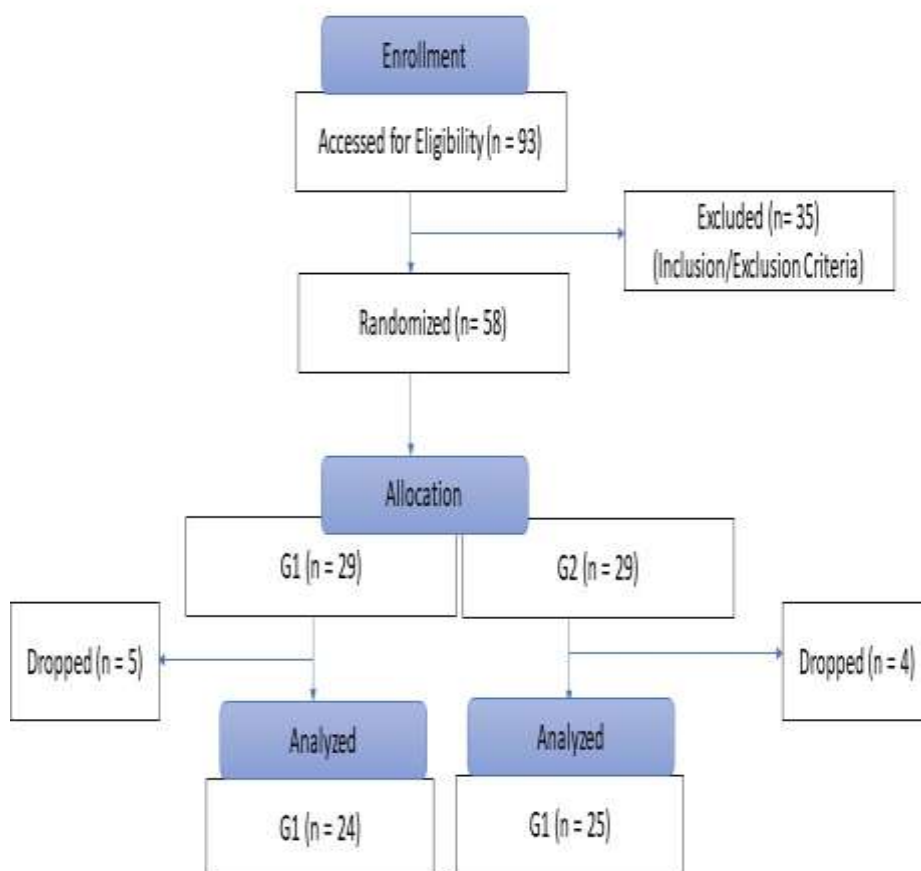 Enrollment
Accessed for Eligibility (n = 93)
Excluded (n= 35)
(Inclusion/Exclusion Criteria)
Randomized (n= 58)
Allocation
G1 (n = 29)
G2 (n = 29)
Dropped (n = 5)
Dropped (n = 4)
Analyzed
Analyzed
G1 (n = 24)
G1 (n = 25)